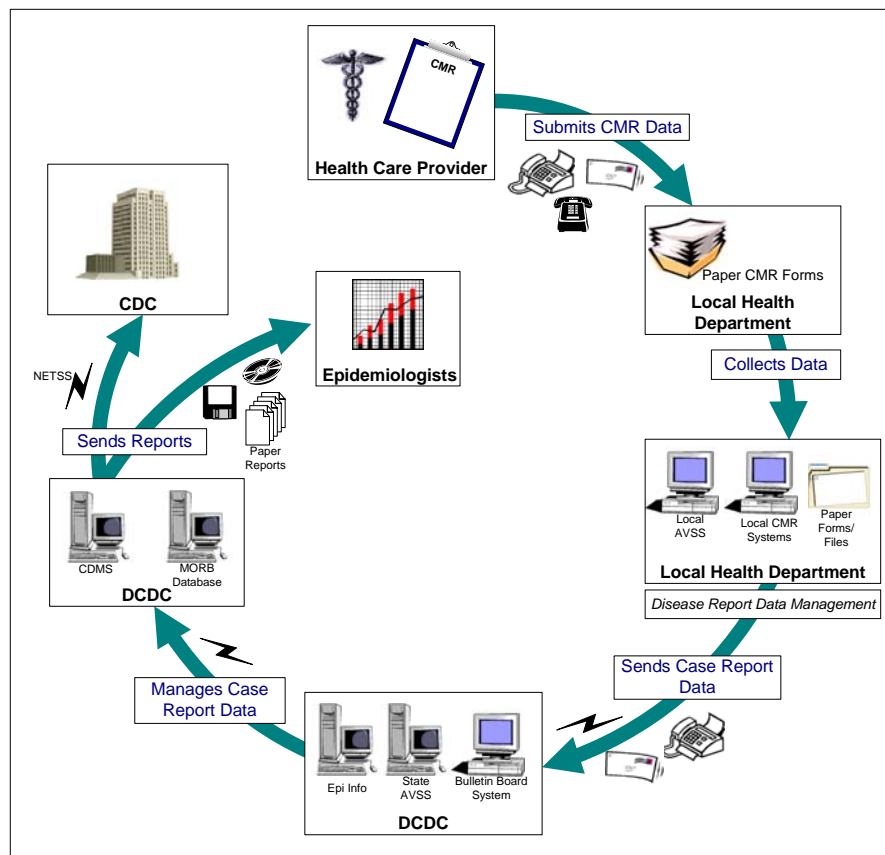 CMR
Health Care Provider
Submits CMR Data
Paper CMR Forms
Local Health
Department
Collects Data
Local
AVSS
Local CMR
Systems
Paper
Forms/
Files
Local Health Department
Disease Report Data Management
Sends Case Report
Data
Epi Info
State
AVSS
Bulletin Board
System
DCDC
Manages Case
Report Data
CDMS
MORB
Database
DCDC
Sends Reports
NETSS
Paper
Reports
CDC
Epidemiologists